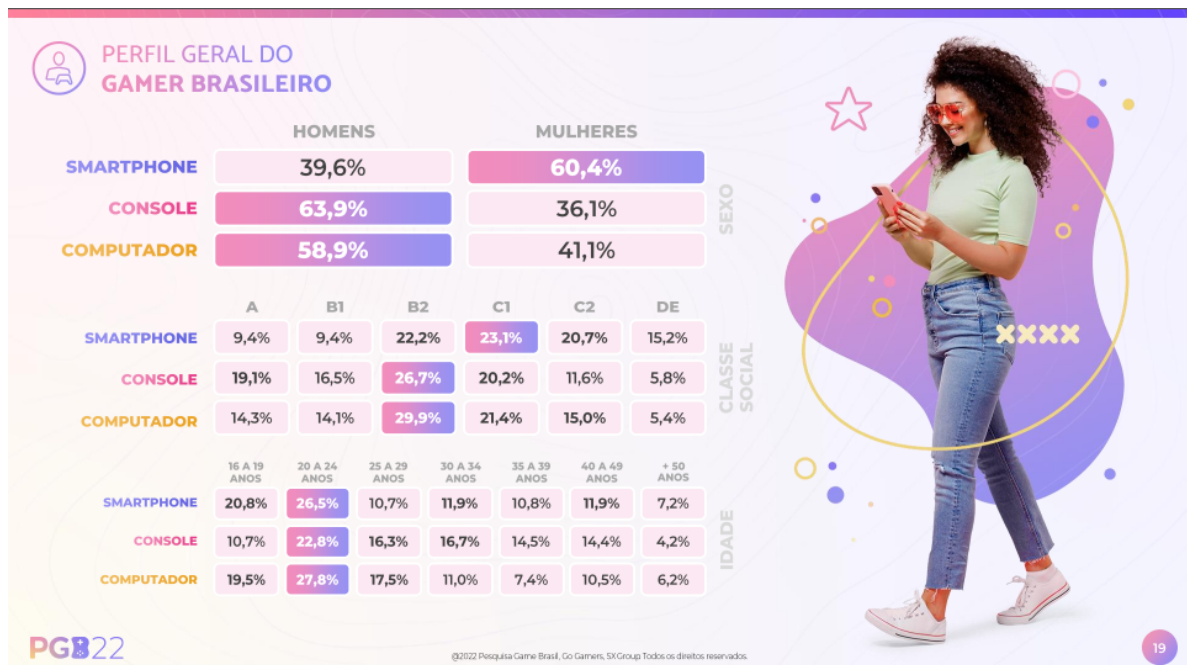 PERFIL GERAL DO
GAMER BRASILEIRO
HOMENS MULHERES
SMARTPHONE 39,6% 60,4%
CONSOLE 63,9% 36,1%
COMPUTADOR 58,9% 41,1%
SEXO
A B1 B2 C1 C2 DE
SMARTPHONE 9,4% 9,4% 22,2% 23,1% 20,7% 15,2%
CONSOLE 19,1% 16,5% 26,7% 20,2% 11,6% 5,8%
COMPUTADOR 14,3% 14,1% 29,9% 21,4% 15,0% 5,4%
CLASSE
SOCIAL
16 A 19 20 A 24 25 A 29 30 A 34 35 A 39 40 A 49 + 50
ANOS ANOS ANOS ANOS ANOS ANOS ANOS
SMARTPHONE 20,8% 26,5% 10,7% 11,9% 10,8% 11,9% 7,2%
CONSOLE 10,7% 22,8% 16,3% 16,7% 14,5% 14,4% 4,2%
COMPUTADOR 19,5% 27,8% 17,5% 11,0% 7,4% 10,5% 6,2%
IDADE
PGB22
@2022 Pesquisa Game Brasil, Go Gamers, SX Group Todos os direitos reservados.
19